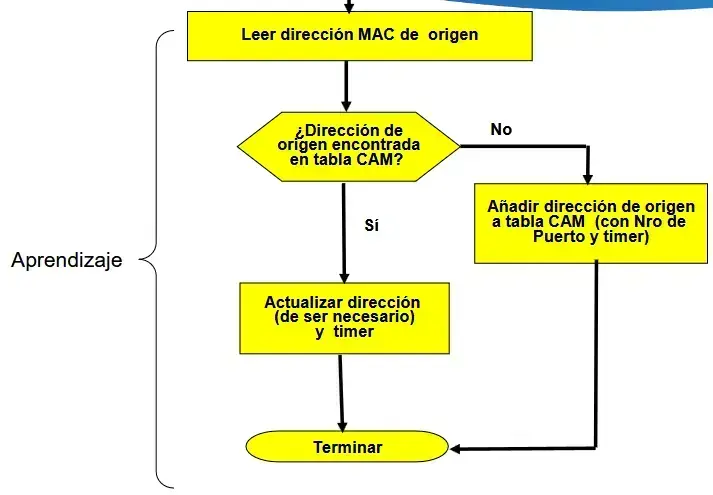 Leer dirección MAC de origen
¿Dirección de
origen encontrada
en tabla CAM?
No
Añadir dirección de origen
a tabla CAM (con Nro de
Puerto y timer)
Sí
Aprendizaje
Actualizar dirección
(de ser necesario)
y timer
Terminar